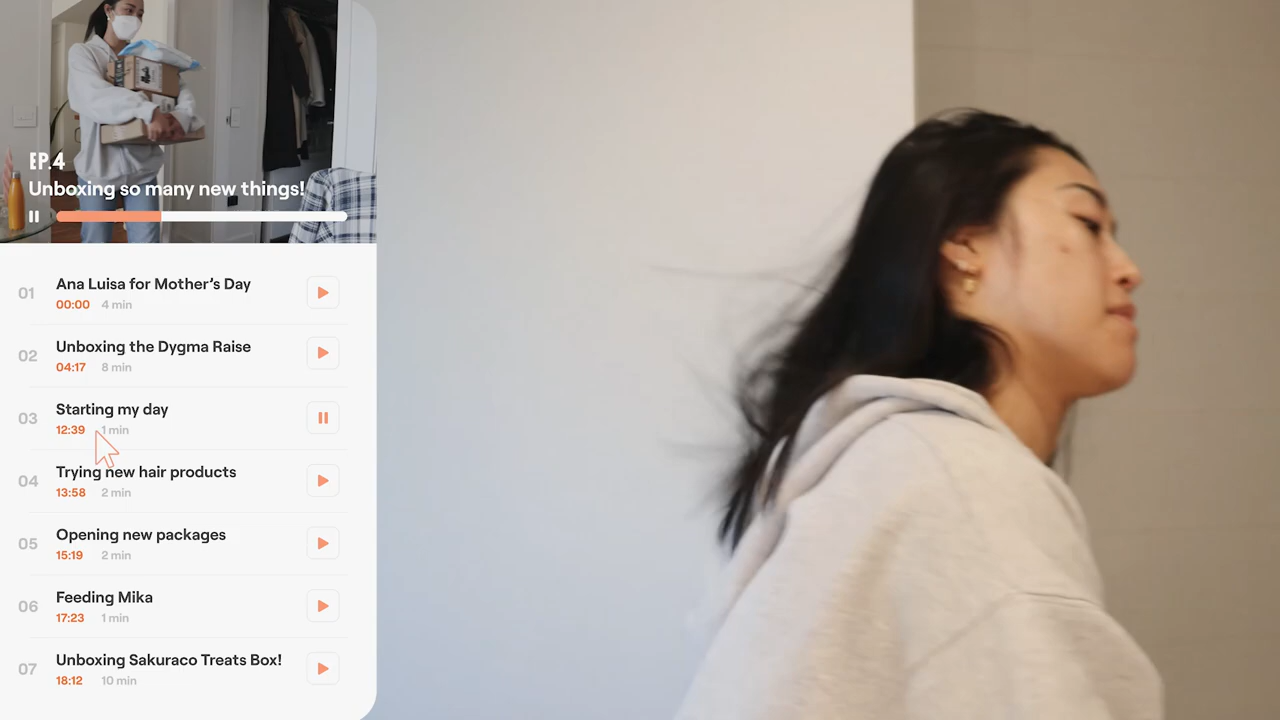 EP.4
Unboxing so many new things!
01 Ana Luisa for Mother's Day
00:00 4 min
02 Unboxing the Dygma Raise
04:17 8 min
03 Starting my day
12:39 1 min
04 Trying new hair products
13:58 2 min
05 Opening new packages
15:19 2 min
06 Feeding Mika
17:23 1 min
07 Unboxing Sakuraco Treats Box!
18:12 10 min